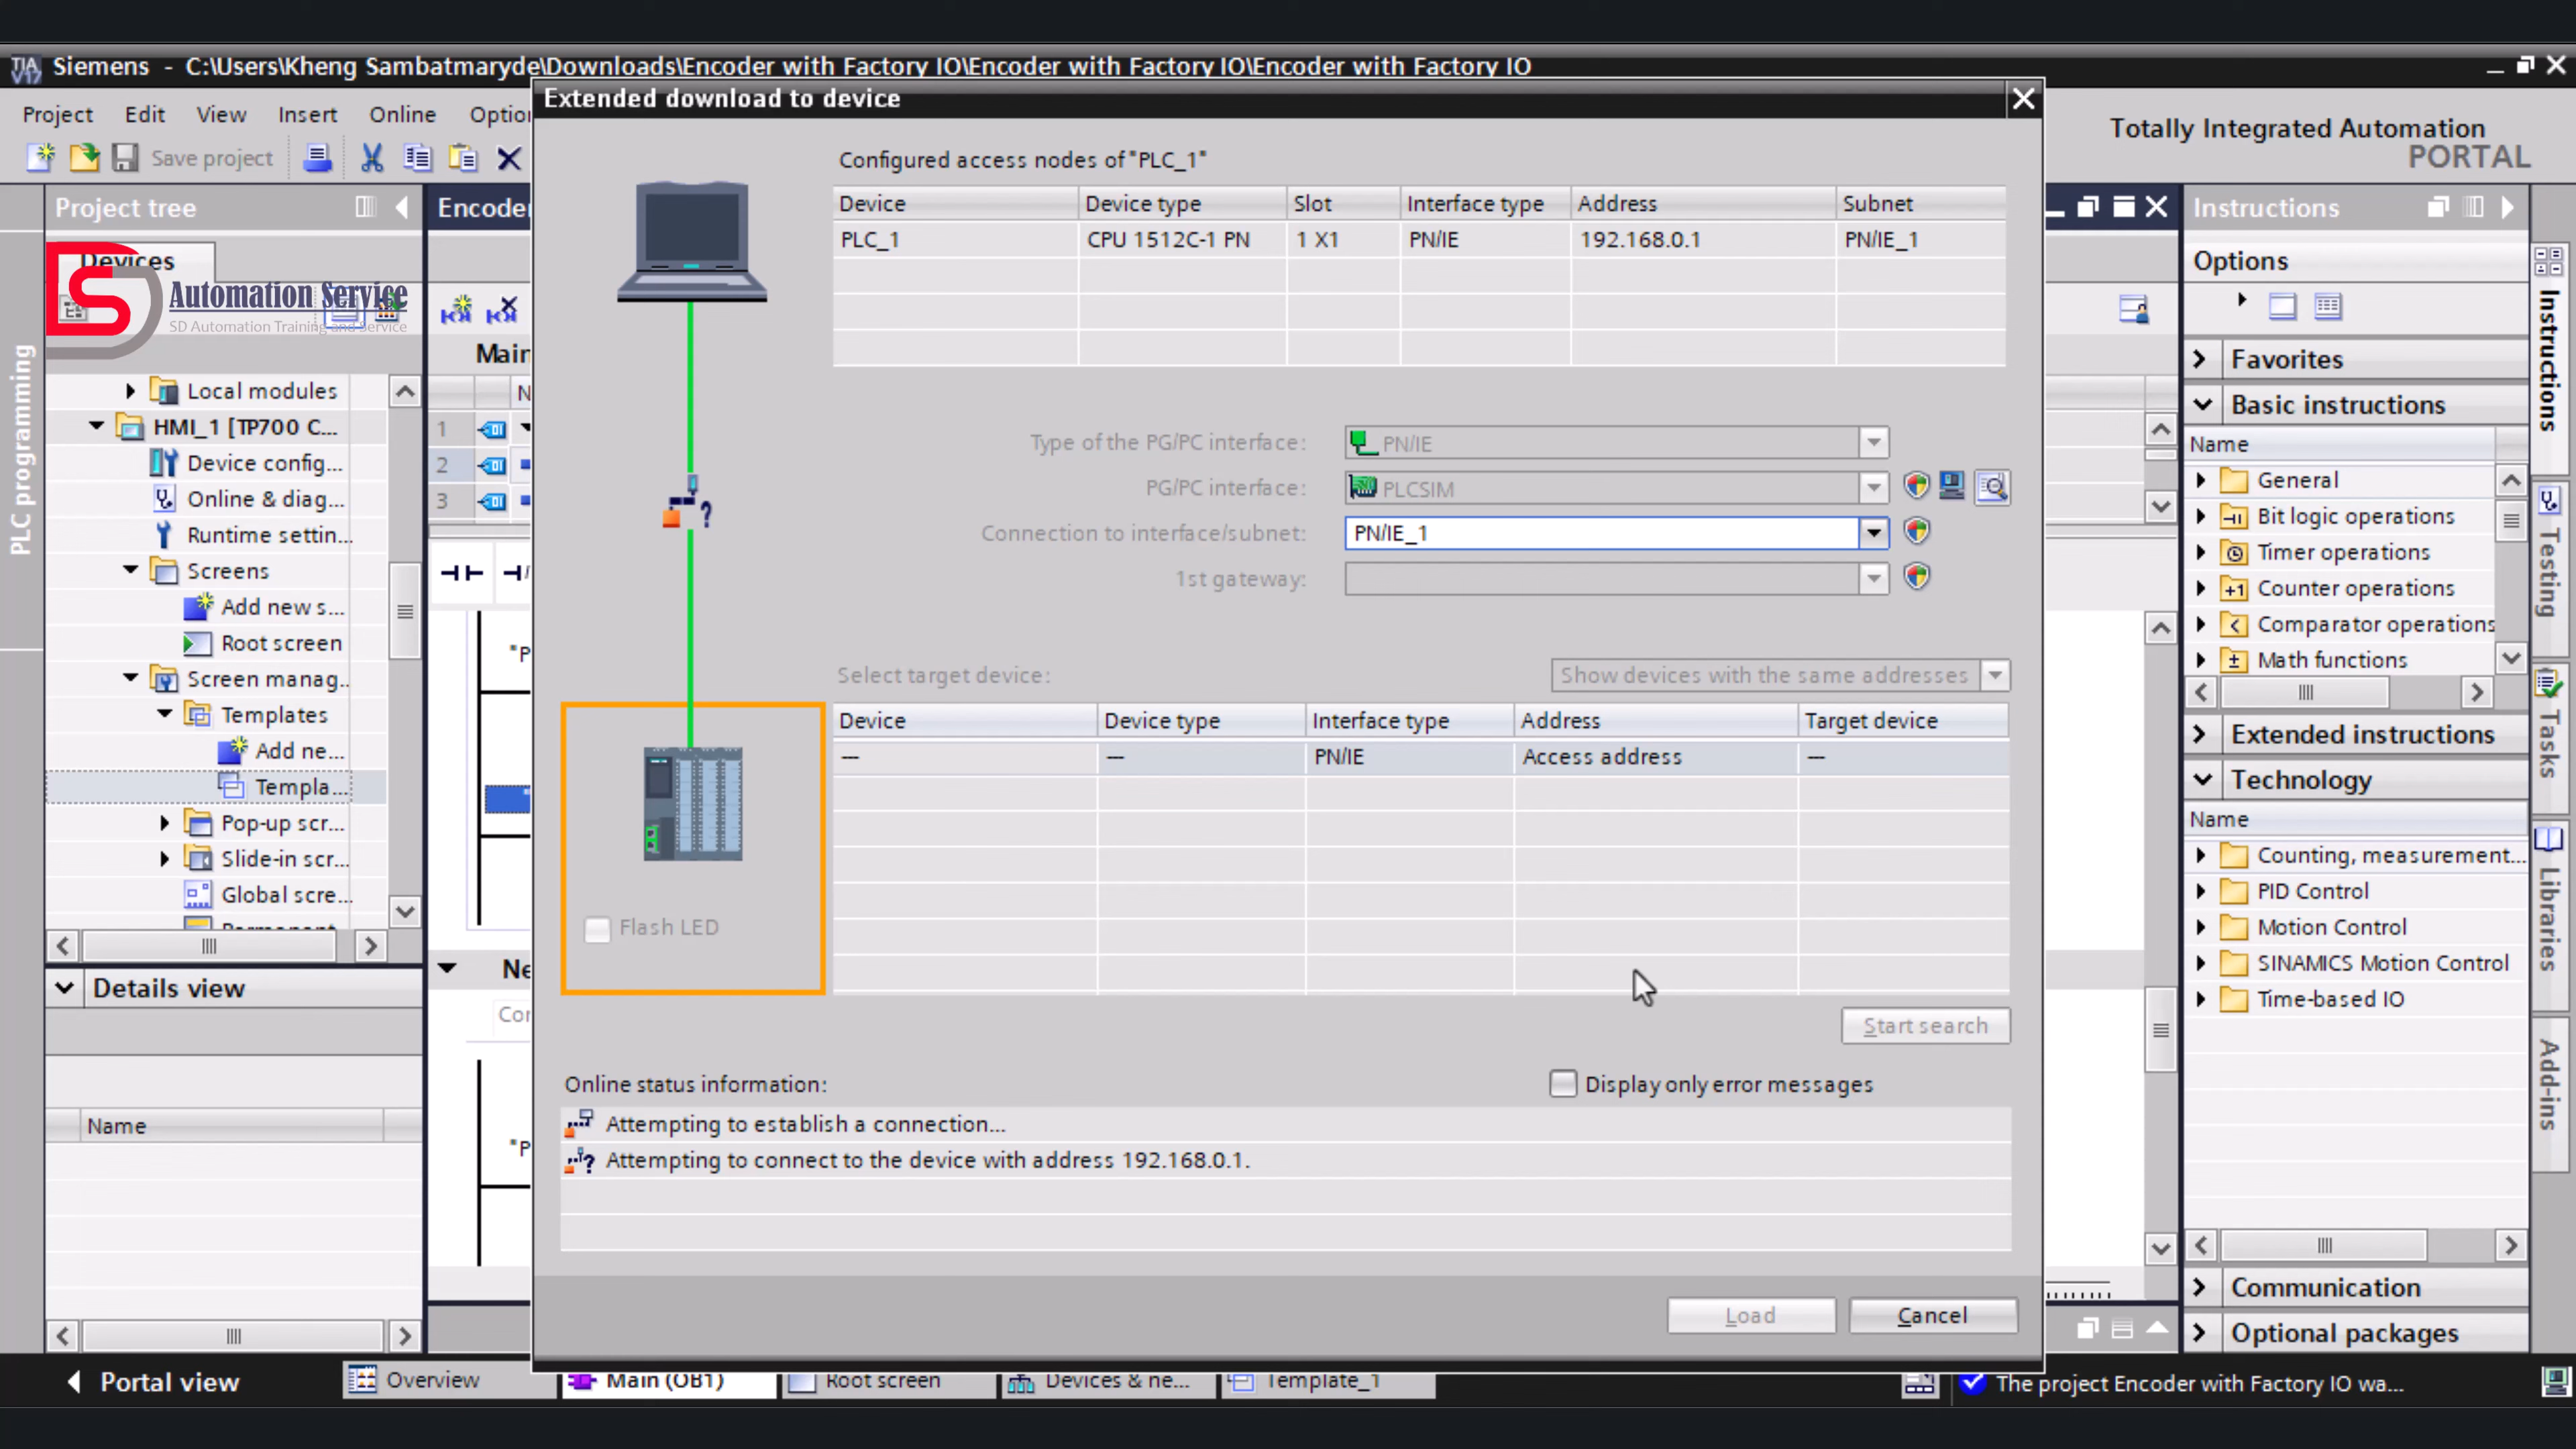 Siemens - C:\Users\Kheng Sambatmaryde\Downloads\Encoder with Factory IO\Encoder with Factory IO\Encoder with Factory IO
Extended download to device
Project Edit View Insert Online
Totally Integrated Automation
PORTAL
Save project
Project tree
Devices
Automation Service
SD Automation Training and Service
PLC programming
Local modules
HMI_1 [TP700 C...
Device config...
Online & diag...
Runtime settin...
Screens
Add new s...
Root screen
Screen manag...
Templates
Add ne...
Templa...
Pop-up scr...
Slide-in scr...
Global scre...
Details view
Name
1
2
3
Configured access nodes of "PLC_1"
Device Device type Slot Interface type Address Subnet
PLC_1 CPU 1512C-1 PN 1 X1 PN/IE 192.168.0.1 PN/IE_1
Type of the PG/PC interface: PN/IE
PG/PC interface: PLCSIM
Connection to interface/subnet: PN/IE_1
1st gateway:
Select target device: Show devices with the same addresses
Device Device type Interface type Address Target device
— — PN/IE Access address —
Flash LED
Start search
Online status information: Display only error messages
Attempting to establish a connection...
Attempting to connect to the device with address 192.168.0.1.
Load Cancel
Instructions
Options
Favorites
Basic instructions
Name
General
Bit logic operations
Timer operations
Counter operations
Comparator operations
Math functions
Extended instructions
Technology
Name
Counting, measurement...
PID Control
Motion Control
SINAMICS Motion Control
Time-based IO
Communication
Optional packages
Instructions
Testing
Tasks
Libraries
Add-ins
Portal view Overview Main (OB1) Root screen Devices & ne... Template_1 The project Encoder with Factory IO wa...